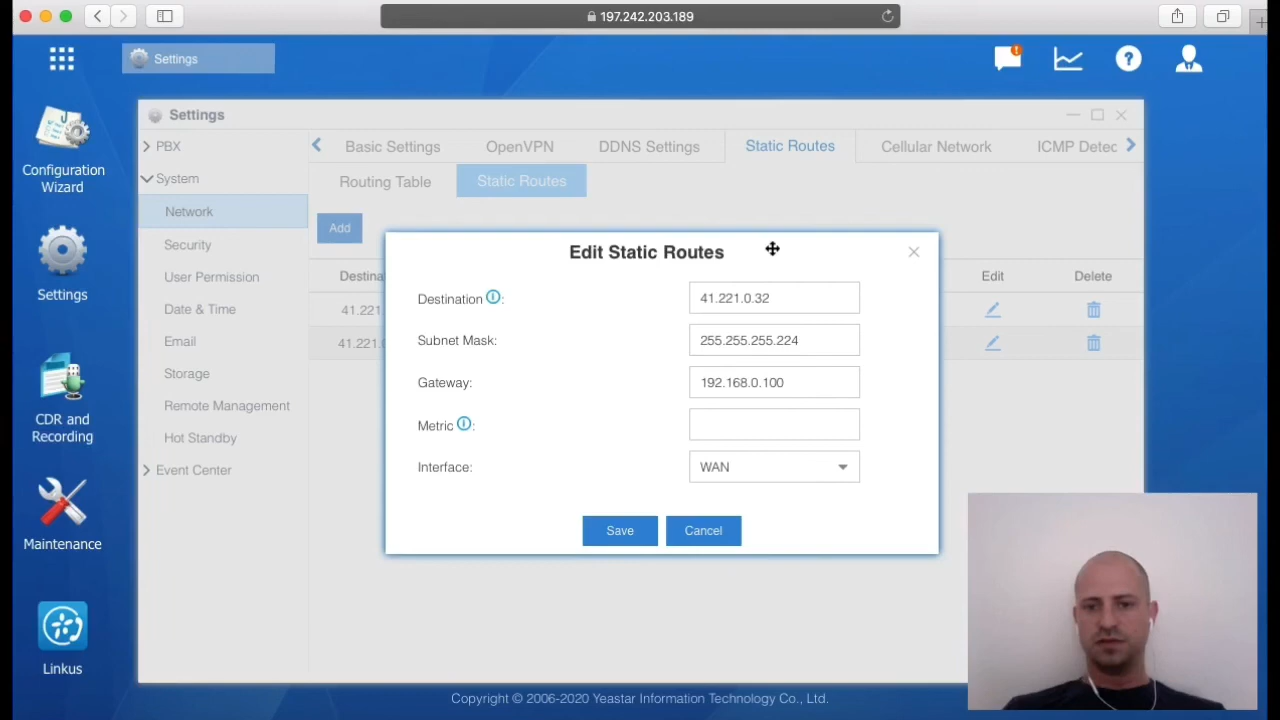 197.242.203.189
Settings
!
?
Settings
Configuration
Wizard
Settings
CDR and
Recording
Maintenance
Linkus
PBX
System
Network
Security
User Permission
Date & Time
Email
Storage
Remote Management
Hot Standby
Event Center
Basic Settings
OpenVPN
DDNS Settings
Static Routes
Cellular Network
ICMP Detec
Routing Table
Static Routes
Add
Destina
Edit
Delete
41.221.
41.221.0
Edit Static Routes
Destination i:
41.221.0.32
Subnet Mask:
255.255.255.224
Gateway:
192.168.0.100
Metric i:
Interface:
WAN
Save
Cancel
Copyright © 2006-2020 Yeastar Information Technology Co., Ltd.